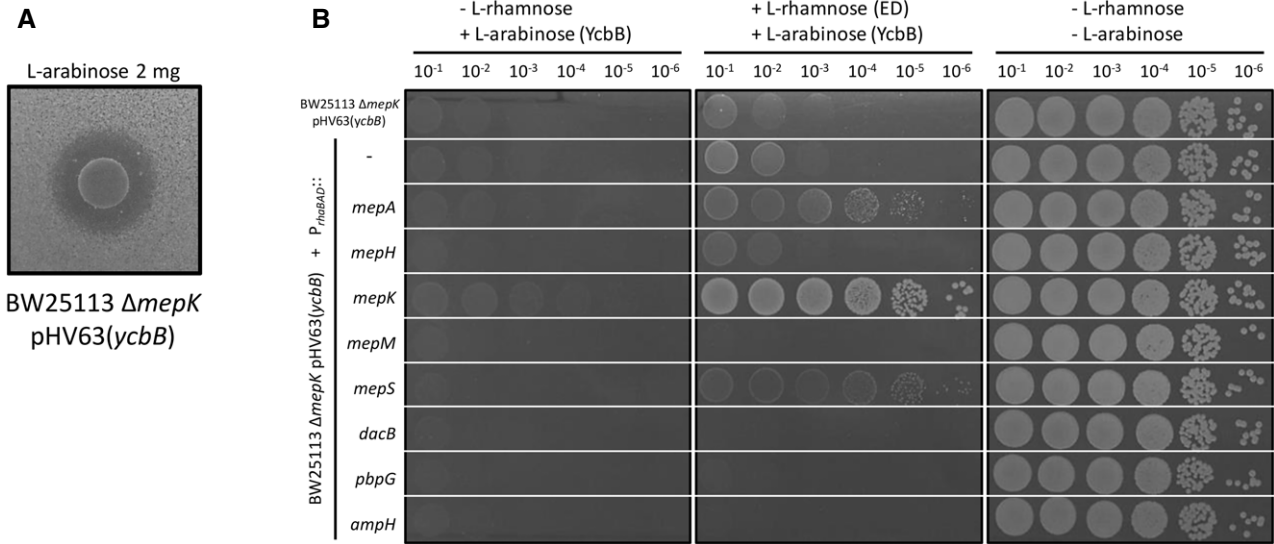 A
L-arabinose 2 mg
BW25113 ΔmepK
pHV63(ycbB)
B
- L-rhamnose
+ L-arabinose (YcbB)
+ L-rhamnose (ED)
+ L-arabinose (YcbB)
- L-rhamnose
- L-arabinose
10-1 10-2 10-3 10-4 10-5 10-6
10-1 10-2 10-3 10-4 10-5 10-6
10-1 10-2 10-3 10-4 10-5 10-6
BW25113 ΔmepK
pHV63(ycbB)
BW25113 ΔmepK pHV63(ycbB) + PrhaBAD::
-
mepA
mepH
mepK
mepM
mepS
dacB
pbpG
ampH